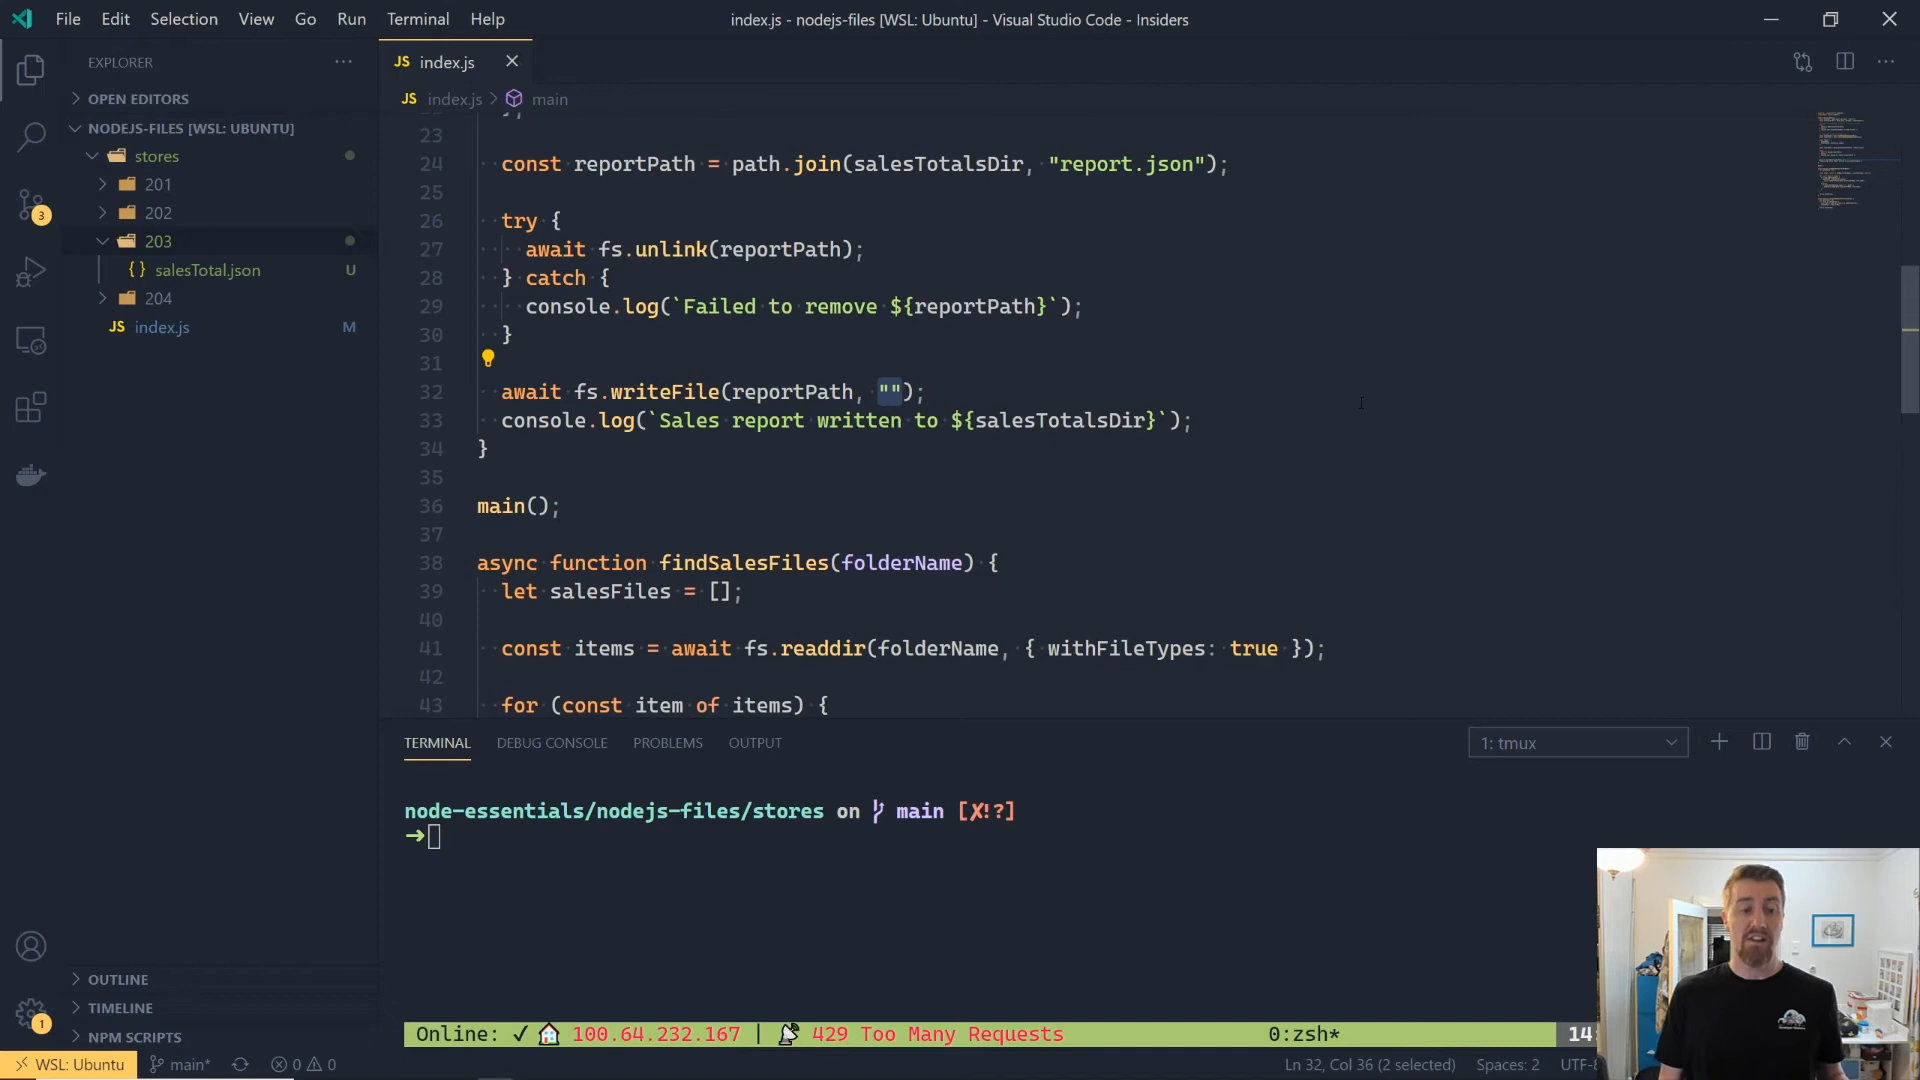 File Edit Selection View Go Run Terminal Help
index.js - nodejs-files [WSL: Ubuntu] - Visual Studio Code - Insiders
EXPLORER
OPEN EDITORS
NODEJS-FILES [WSL: UBUNTU]
stores
201
202
203
{} salesTotal.json U
204
JS index.js M
OUTLINE
TIMELINE
NPM SCRIPTS
3
1
JS index.js
JS index.js > main
23
24 const reportPath = path.join(salesTotalsDir, "report.json");
25
26 try {
27 await fs.unlink(reportPath);
28 } catch {
29 console.log(`Failed to remove ${reportPath}`);
30 }
31
32 await fs.writeFile(reportPath, "");
33 console.log(`Sales report written to ${salesTotalsDir}`);
34 }
35
36 main();
37
38 async function findSalesFiles(folderName) {
39 let salesFiles = [];
40
41 const items = await fs.readdir(folderName, { withFileTypes: true });
42
43 for (const item of items) {
TERMINAL DEBUG CONSOLE PROBLEMS OUTPUT 1: tmux
node-essentials/nodejs-files/stores on main [✗!?]
➜
Online: ✓ 100.64.232.167 | 429 Too Many Requests 0:zsh* 14:
WSL: Ubuntu main* 0 0 Ln 32, Col 36 (2 selected) Spaces: 2 UTF-8